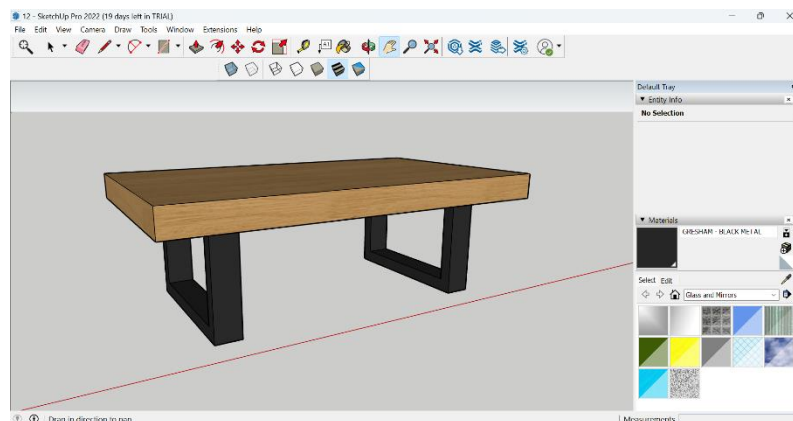 12 - SketchUp Pro 2022 (19 days left in TRIAL)
File Edit View Camera Draw Tools Window Extensions Help
Default Tray
Entity Info
No Selection
Materials
GRESHAM - BLACK METAL
Select Edit
Glass and Mirrors
Drag in direction to pan
Measurements